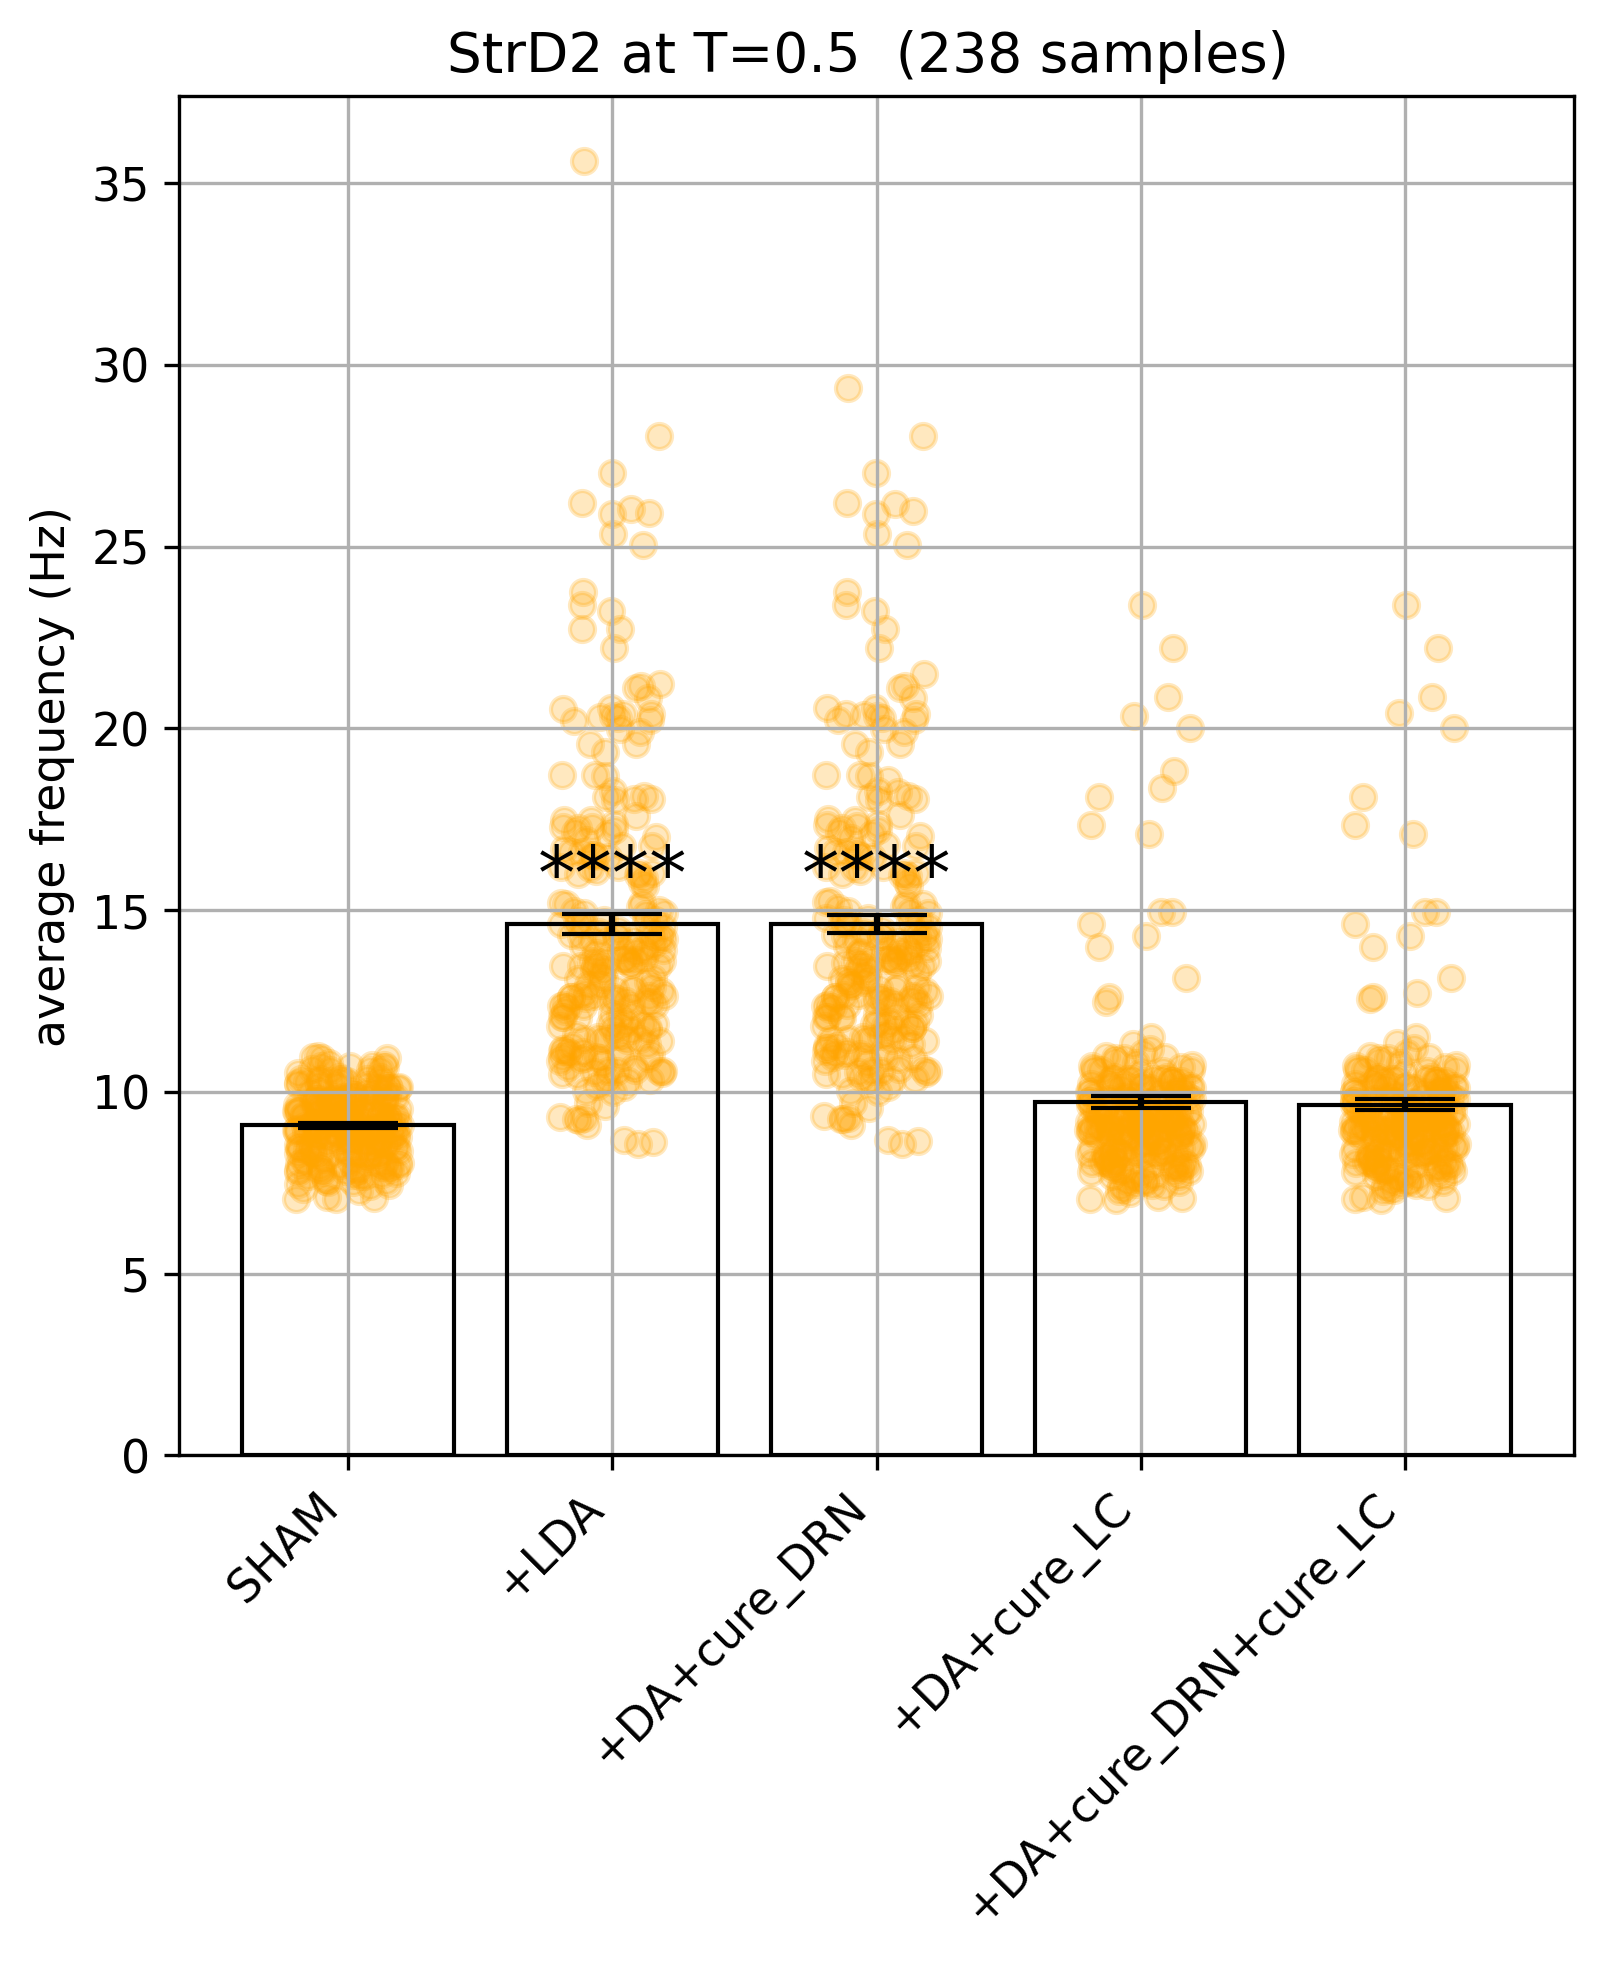 StrD2 at T=0.5 (238 samples)
average frequency (Hz)
35
30
25
20
15
10
5
0
****
****
SHAM
+LDA
+DA+cure_DRN
+DA+cure_LC
+DA+cure_DRN+cure_LC